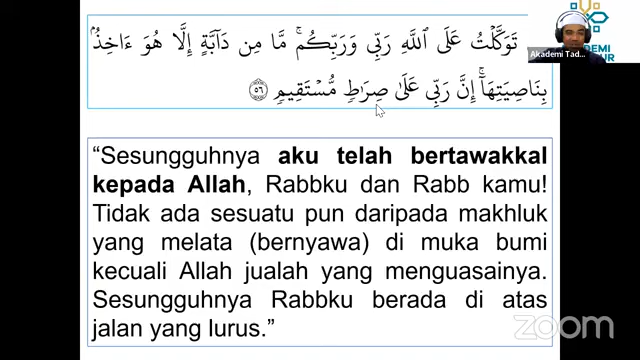 تَوَكَّلْتُ عَلَى ٱللَّهِ رَبِّى وَرَبِّكُم ۚ مَّا مِن دَآبَّةٍ إِلَّا هُوَ ءَاخِذٌۢ
بِنَاصِيَتِهَآ ۚ إِنَّ رَبِّى عَلَىٰ صِرَٰطٍ مُّسْتَقِيمٍ ٥٦
Akademi Tad...
“Sesungguhnya aku telah bertawakkal
kepada Allah, Rabbku dan Rabb kamu!
Tidak ada sesuatu pun daripada makhluk
yang melata (bernyawa) di muka bumi
kecuali Allah jualah yang menguasainya.
Sesungguhnya Rabbku berada di atas
jalan yang lurus.”
zoom